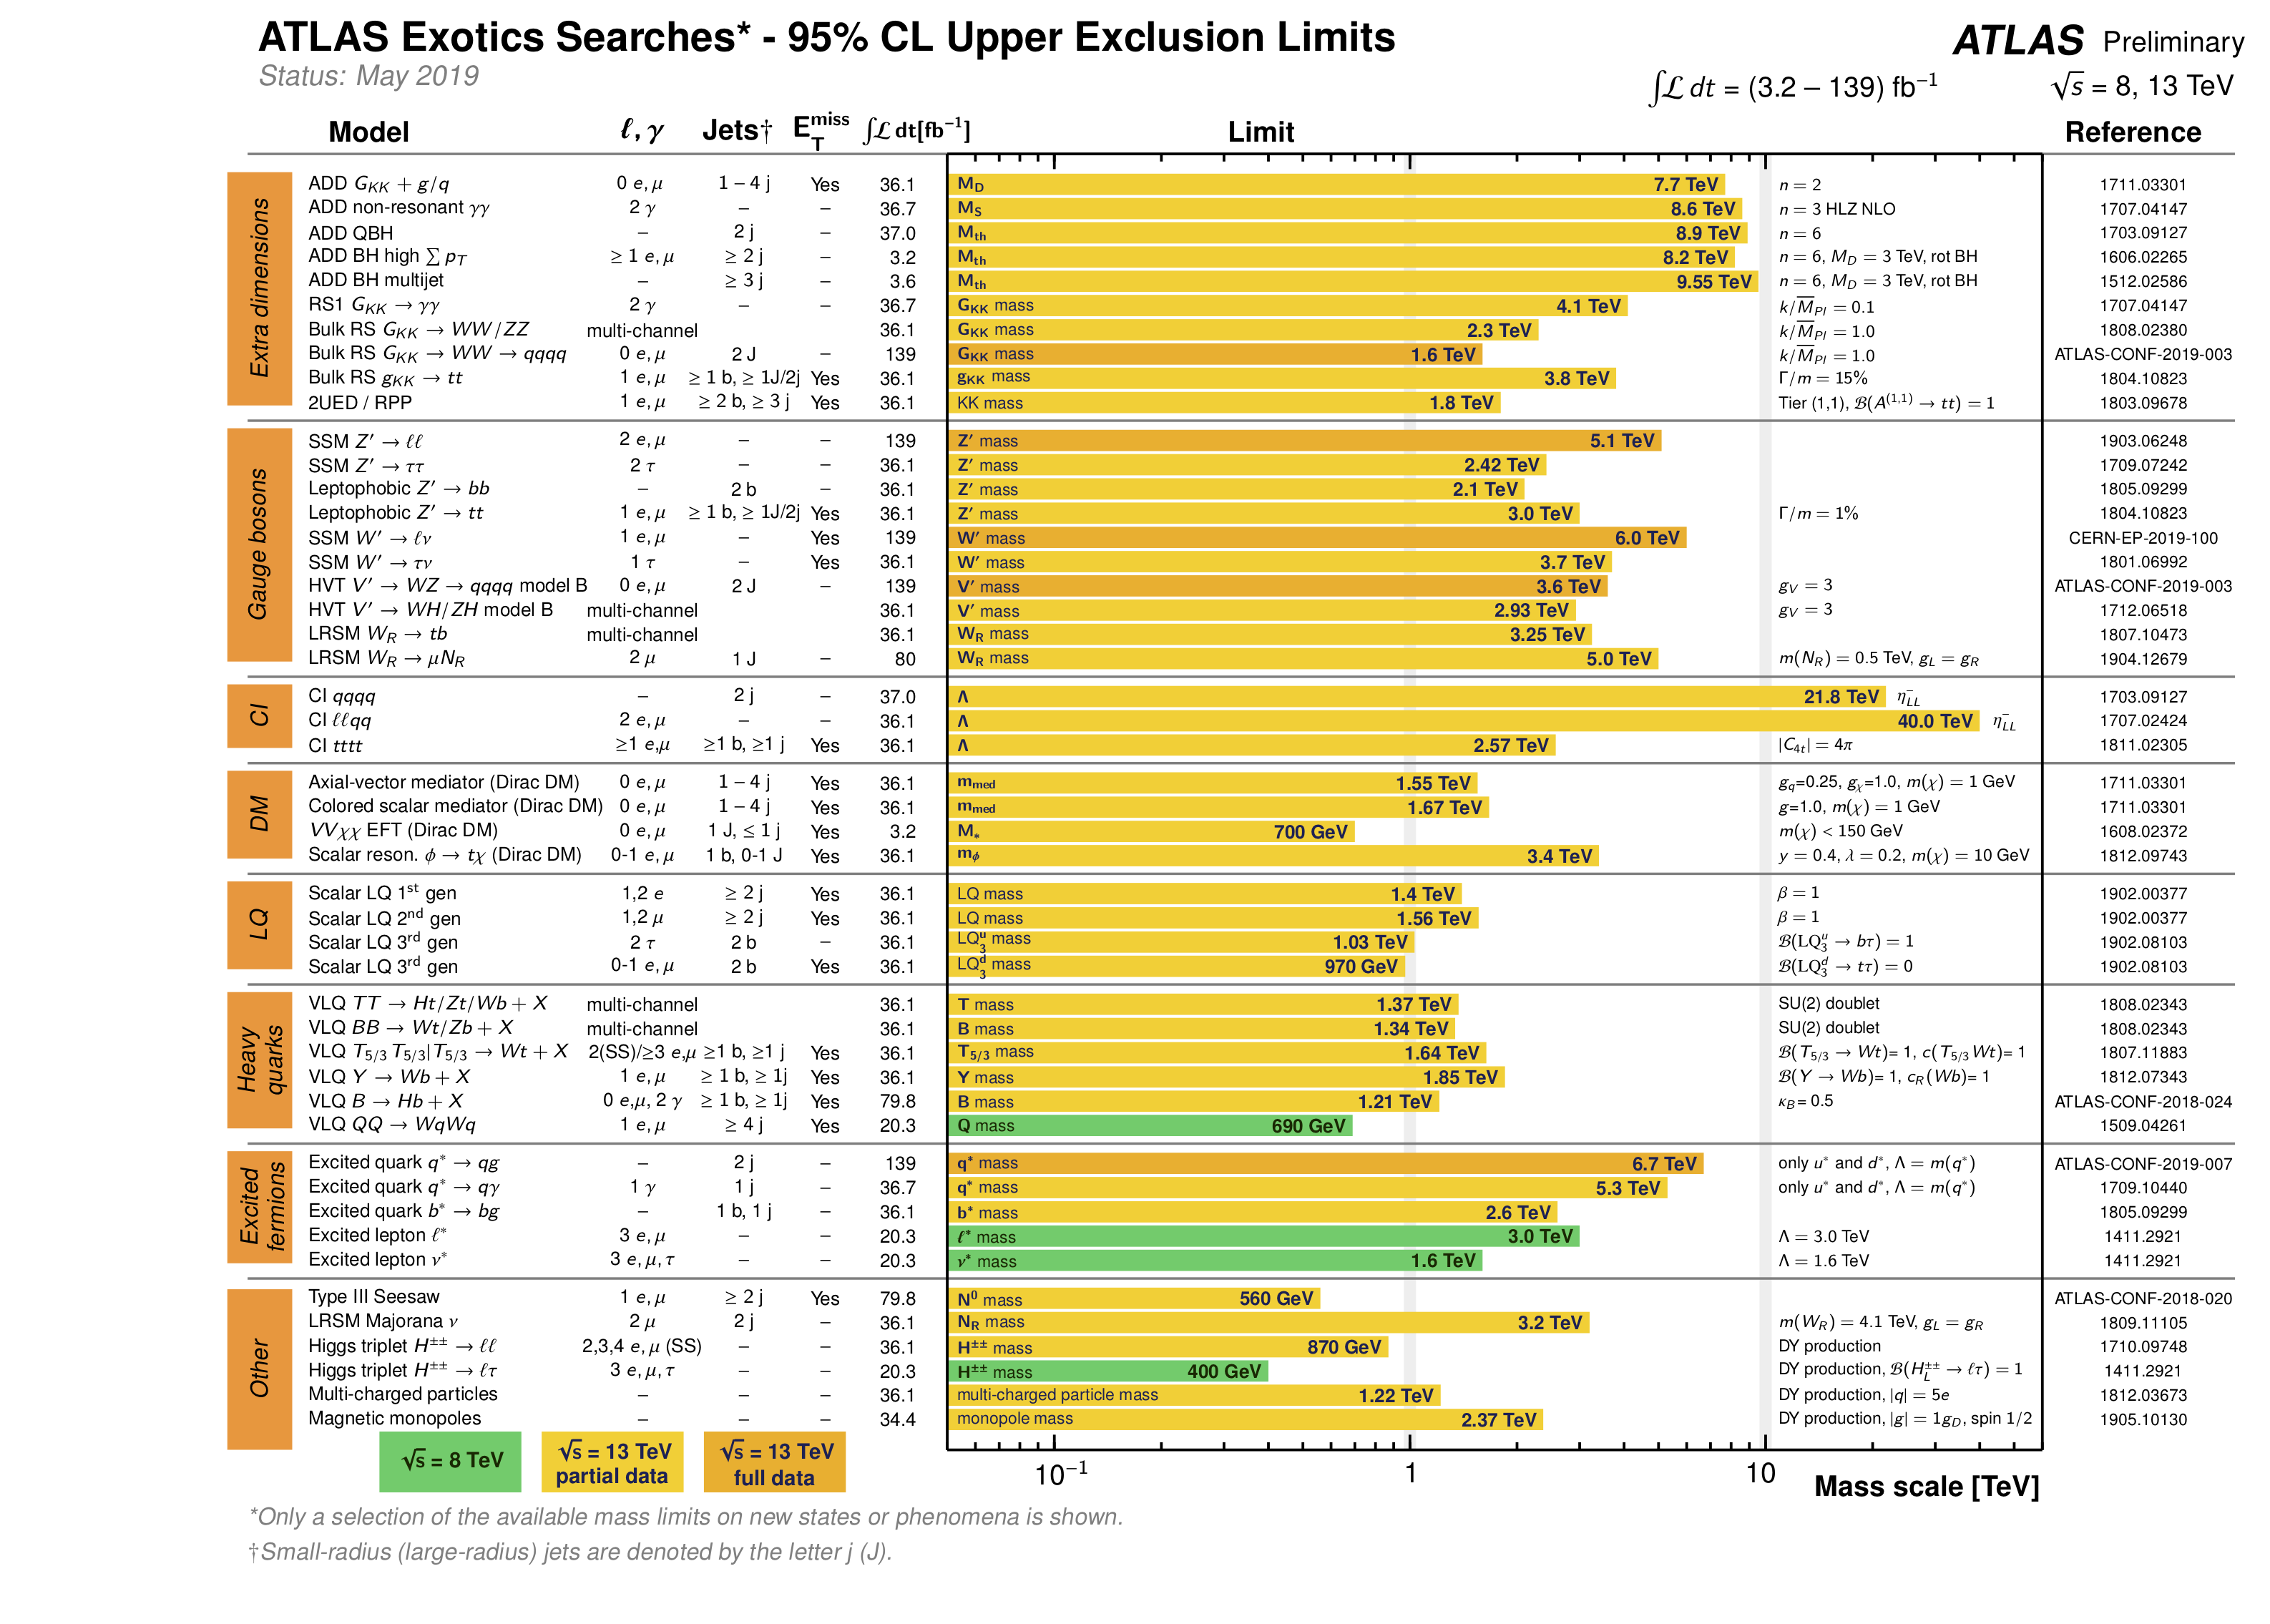 ATLAS Exotics Searches* - 95% CL Upper Exclusion Limits
ATLAS Preliminary
Status: May 2019
∫ℒ dt = (3.2 – 139) fb⁻¹
√s = 8, 13 TeV
Model ℓ, γ Jets† E_T^miss ∫ℒ dt[fb⁻¹] Limit Reference
Extra dimensions
ADD G_KK + g/q 0 e, μ 1 − 4 j Yes 36.1 M_D 7.7 TeV n = 2 1711.03301
ADD non-resonant γγ 2 γ − − 36.7 M_S 8.6 TeV n = 3 HLZ NLO 1707.04147
ADD QBH − 2 j − 37.0 M_th 8.9 TeV n = 6 1703.09127
ADD BH high ∑ p_T ≥ 1 e, μ ≥ 2 j − 3.2 M_th 8.2 TeV n = 6, M_D = 3 TeV, rot BH 1606.02265
ADD BH multijet − ≥ 3 j − 3.6 M_th 9.55 TeV n = 6, M_D = 3 TeV, rot BH 1512.02586
RS1 G_KK → γγ 2 γ − − 36.7 G_KK mass 4.1 TeV k/M̅_Pl = 0.1 1707.04147
Bulk RS G_KK → WW/ZZ multi-channel 36.1 G_KK mass 2.3 TeV k/M̅_Pl = 1.0 1808.02380
Bulk RS G_KK → WW → qqqq 0 e, μ 2 J − 139 G_KK mass 1.6 TeV k/M̅_Pl = 1.0 ATLAS-CONF-2019-003
Bulk RS g_KK → tt 1 e, μ ≥ 1 b, ≥ 1J/2j Yes 36.1 g_KK mass 3.8 TeV Γ/m = 15% 1804.10823
2UED / RPP 1 e, μ ≥ 2 b, ≥ 3 j Yes 36.1 KK mass 1.8 TeV Tier (1,1), ℬ(A^(1,1) → tt) = 1 1803.09678
Gauge bosons
SSM Z′ → ℓℓ 2 e, μ − − 139 Z′ mass 5.1 TeV 1903.06248
SSM Z′ → ττ 2 τ − − 36.1 Z′ mass 2.42 TeV 1709.07242
Leptophobic Z′ → bb − 2 b − 36.1 Z′ mass 2.1 TeV 1805.09299
Leptophobic Z′ → tt 1 e, μ ≥ 1 b, ≥ 1J/2j Yes 36.1 Z′ mass 3.0 TeV Γ/m = 1% 1804.10823
SSM W′ → ℓν 1 e, μ − Yes 139 W′ mass 6.0 TeV CERN-EP-2019-100
SSM W′ → τν 1 τ − Yes 36.1 W′ mass 3.7 TeV 1801.06992
HVT V′ → WZ → qqqq model B 0 e, μ 2 J − 139 V′ mass 3.6 TeV g_V = 3 ATLAS-CONF-2019-003
HVT V′ → WH/ZH model B multi-channel 36.1 V′ mass 2.93 TeV g_V = 3 1712.06518
LRSM W_R → tb multi-channel 36.1 W_R mass 3.25 TeV 1807.10473
LRSM W_R → μN_R 2 μ 1 J − 80 W_R mass 5.0 TeV m(N_R) = 0.5 TeV, g_L = g_R 1904.12679
CI
CI qqqq − 2 j − 37.0 Λ 21.8 TeV η⁻_LL 1703.09127
CI ℓℓqq 2 e, μ − − 36.1 Λ 40.0 TeV η⁻_LL 1707.02424
CI tttt ≥1 e,μ ≥1 b, ≥1 j Yes 36.1 Λ 2.57 TeV |C_4t| = 4π 1811.02305
DM
Axial-vector mediator (Dirac DM) 0 e, μ 1 − 4 j Yes 36.1 m_med 1.55 TeV g_q=0.25, g_χ=1.0, m(χ) = 1 GeV 1711.03301
Colored scalar mediator (Dirac DM) 0 e, μ 1 − 4 j Yes 36.1 m_med 1.67 TeV g=1.0, m(χ) = 1 GeV 1711.03301
VVχχ EFT (Dirac DM) 0 e, μ 1 J, ≤ 1 j Yes 3.2 M_* 700 GeV m(χ) < 150 GeV 1608.02372
Scalar reson. φ → tχ (Dirac DM) 0-1 e, μ 1 b, 0-1 J Yes 36.1 m_φ 3.4 TeV y = 0.4, λ = 0.2, m(χ) = 10 GeV 1812.09743
LQ
Scalar LQ 1st gen 1,2 e ≥ 2 j Yes 36.1 LQ mass 1.4 TeV β = 1 1902.00377
Scalar LQ 2nd gen 1,2 μ ≥ 2 j Yes 36.1 LQ mass 1.56 TeV β = 1 1902.00377
Scalar LQ 3rd gen 2 τ 2 b − 36.1 LQ₃ᵘ mass 1.03 TeV ℬ(LQ₃ᵘ → bτ) = 1 1902.08103
Scalar LQ 3rd gen 0-1 e, μ 2 b Yes 36.1 LQ₃ᵈ mass 970 GeV ℬ(LQ₃ᵈ → tτ) = 0 1902.08103
Heavy quarks
VLQ TT → Ht/Zt/Wb + X multi-channel 36.1 T mass 1.37 TeV SU(2) doublet 1808.02343
VLQ BB → Wt/Zb + X multi-channel 36.1 B mass 1.34 TeV SU(2) doublet 1808.02343
VLQ T_5/3 T_5/3|T_5/3 → Wt + X 2(SS)/≥3 e,μ ≥1 b, ≥1 j Yes 36.1 T_5/3 mass 1.64 TeV ℬ(T_5/3 → Wt)= 1, c(T_5/3 Wt)= 1 1807.11883
VLQ Y → Wb + X 1 e, μ ≥ 1 b, ≥ 1j Yes 36.1 Y mass 1.85 TeV ℬ(Y → Wb)= 1, c_R(Wb)= 1 1812.07343
VLQ B → Hb + X 0 e,μ, 2 γ ≥ 1 b, ≥ 1j Yes 79.8 B mass 1.21 TeV κ_B= 0.5 ATLAS-CONF-2018-024
VLQ QQ → WqWq 1 e, μ ≥ 4 j Yes 20.3 Q mass 690 GeV 1509.04261
Excited fermions
Excited quark q* → qg − 2 j − 139 q* mass 6.7 TeV only u* and d*, Λ = m(q*) ATLAS-CONF-2019-007
Excited quark q* → qγ 1 γ 1 j − 36.7 q* mass 5.3 TeV only u* and d*, Λ = m(q*) 1709.10440
Excited quark b* → bg − 1 b, 1 j − 36.1 b* mass 2.6 TeV 1805.09299
Excited lepton ℓ* 3 e, μ − − 20.3 ℓ* mass 3.0 TeV Λ = 3.0 TeV 1411.2921
Excited lepton ν* 3 e, μ, τ − − 20.3 ν* mass 1.6 TeV Λ = 1.6 TeV 1411.2921
Other
Type III Seesaw 1 e, μ ≥ 2 j Yes 79.8 N⁰ mass 560 GeV ATLAS-CONF-2018-020
LRSM Majorana ν 2 μ 2 j − 36.1 N_R mass 3.2 TeV m(W_R) = 4.1 TeV, g_L = g_R 1809.11105
Higgs triplet H±± → ℓℓ 2,3,4 e, μ (SS) − − 36.1 H±± mass 870 GeV DY production 1710.09748
Higgs triplet H±± → ℓτ 3 e, μ, τ − − 20.3 H±± mass 400 GeV DY production, ℬ(H_L±± → ℓτ) = 1 1411.2921
Multi-charged particles − − − 36.1 multi-charged particle mass 1.22 TeV DY production, |q| = 5e 1812.03673
Magnetic monopoles − − − 34.4 monopole mass 2.37 TeV DY production, |g| = 1g_D, spin 1/2 1905.10130
√s = 8 TeV
√s = 13 TeV partial data
√s = 13 TeV full data
10⁻¹ 1 10
Mass scale [TeV]
*Only a selection of the available mass limits on new states or phenomena is shown.
†Small-radius (large-radius) jets are denoted by the letter j (J).